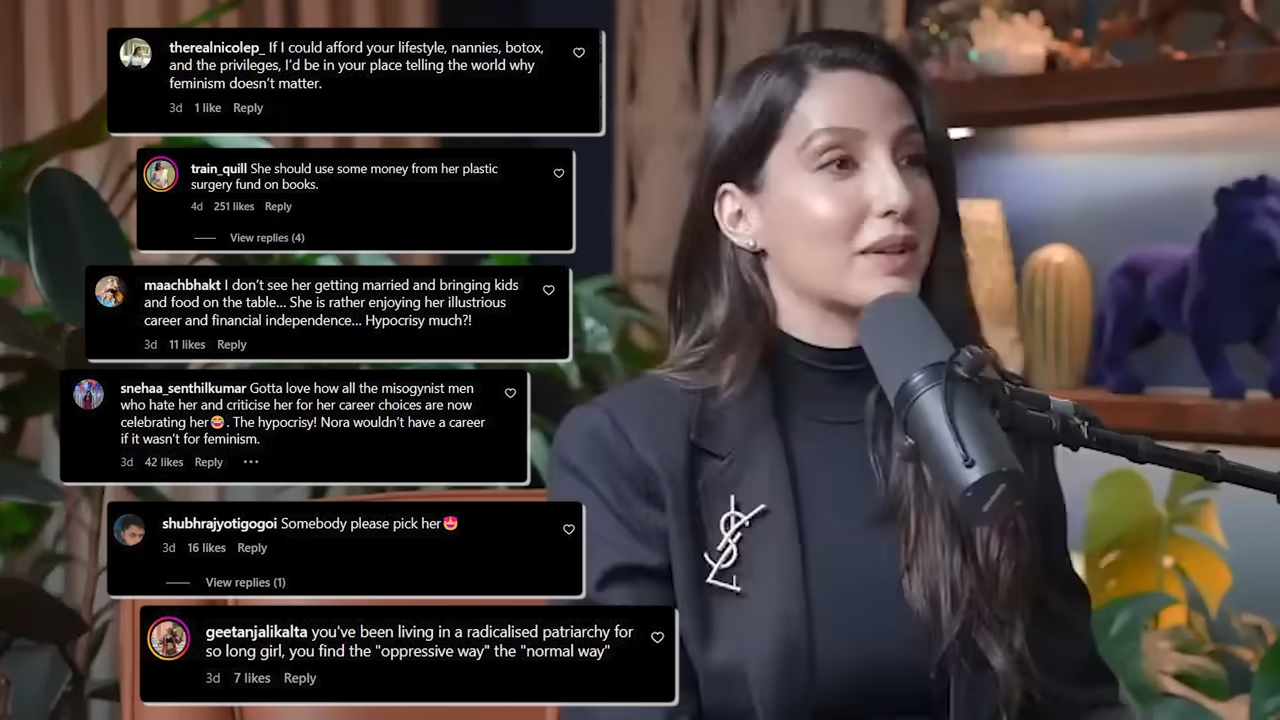 therealnicolep_ If I could afford your lifestyle, nannies, botox,
and the privileges, I'd be in your place telling the world why
feminism doesn't matter.
3d 1 like Reply
train_quill She should use some money from her plastic
surgery fund on books.
4d 251 likes Reply
View replies (4)
maachbhakt I don't see her getting married and bringing kids
and food on the table... She is rather enjoying her illustrious
career and financial independence... Hypocrisy much?!
3d 11 likes Reply
snehaa_senthilkumar Gotta love how all the misogynist men
who hate her and criticise her for her career choices are now
celebrating her😂. The hypocrisy! Nora wouldn't have a career
if it wasn't for feminism.
3d 42 likes Reply ...
shubhrajyotigogoi Somebody please pick her😍
3d 16 likes Reply
View replies (1)
geetanjalikalta you've been living in a radicalised patriarchy for
so long girl, you find the "oppressive way" the "normal way"
3d 7 likes Reply
YSL